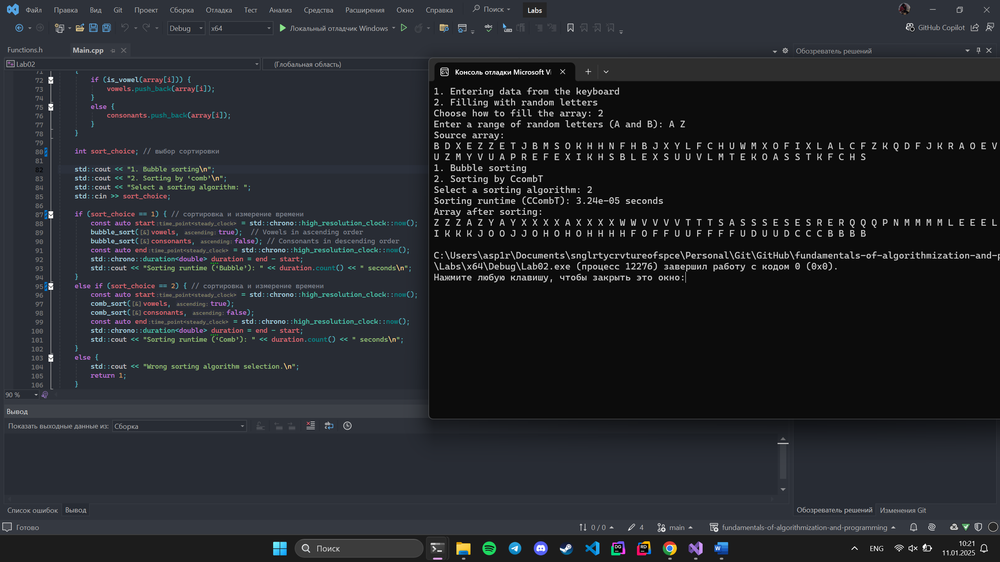 Файл Правка Вид Git Проект Сборка Отладка Тест Анализ Средства Расширения Окно Справка Поиск Labs
Debug x64 Локальный отладчик Windows GitHub Copilot
Functions.h Main.cpp Обозреватель решений
Lab02 (Глобальная область)
71 {
72 if (is_vowel(array[i])) {
73 vowels.push_back(array[i]);
74 }
75 else {
76 consonants.push_back(array[i]);
77 }
78 }
79
80 int sort_choice; // выбор сортировки
81
82 std::cout << "1. Bubble sorting\n";
83 std::cout << "2. Sorting by ‘comb’\n";
84 std::cout << "Select a sorting algorithm: ";
85 std::cin >> sort_choice;
86
87 if (sort_choice == 1) { // сортировка и измерение времени
88 const auto start :time_point<steady_clock> = std::chrono::high_resolution_clock::now();
89 bubble_sort([&] vowels, ascending: true); // Vowels in ascending order
90 bubble_sort([&] consonants, ascending: false); // Consonants in descending order
91 const auto end :time_point<steady_clock> = std::chrono::high_resolution_clock::now();
92 std::chrono::duration<double> duration = end - start;
93 std::cout << "Sorting runtime (‘Bubble’): " << duration.count() << " seconds\n";
94 }
95 else if (sort_choice == 2) { // сортировка и измерение времени
96 const auto start :time_point<steady_clock> = std::chrono::high_resolution_clock::now();
97 comb_sort([&] vowels, ascending: true);
98 comb_sort([&] consonants, ascending: false);
99 const auto end :time_point<steady_clock> = std::chrono::high_resolution_clock::now();
100 std::chrono::duration<double> duration = end - start;
101 std::cout << "Sorting runtime (‘Comb’): " << duration.count() << " seconds\n";
102 }
103 else {
104 std::cout << "Wrong sorting algorithm selection.\n";
105 return 1;
106 }
90 %
Консоль отладки Microsoft Vi
1. Entering data from the keyboard
2. Filling with random letters
Choose how to fill the array: 2
Enter a range of random letters (A and B): A Z
Source array:
B D X E Z Z E T J B M S O K H H N F H B J X Y L F C H U W M X O F I X L A L C F Z K Q D F J K R A O E V
U Z M Y V U A P R E F E X I K H S B L E X S U U V L M T E K O A S S T K F C H S
1. Bubble sorting
2. Sorting by CcombT
Select a sorting algorithm: 2
Sorting runtime (CCombT): 3.24e-05 seconds
Array after sorting:
Z Z Z A Z Y A Y X X X X A X X X X W W V V V V T T T S A S S S E S E S R E R Q Q Q P N M M M M L E E E L
I K K K J O O J J O H O H O H H H H F O F F U U F F F F U D U U D C C C B B B B
C:\Users\asp1r\Documents\snglrtycrvtureofspce\Personal\Git\GitHub\fundamentals-of-algorithmization-and-p
\Labs\x64\Debug\Lab02.exe (процесс 12276) завершил работу с кодом 0 (0x0).
Нажмите любую клавишу, чтобы закрыть это окно:
Вывод
Показать выходные данные из: Сборка
Список ошибок Вывод Обозреватель решений Изменения Git
Готово 0 / 0 4 main fundamentals-of-algorithmization-and-programming
Поиск ENG 10:21
11.01.2025